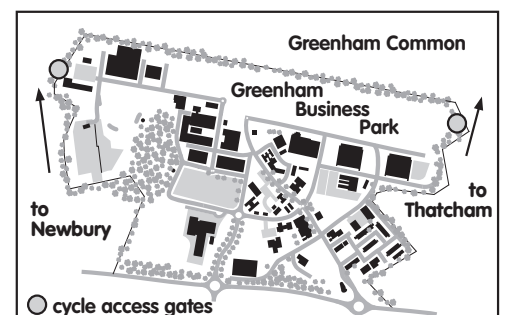 Greenham Common
Greenham
Business
Park
to
Newbury
to
Thatcham
cycle access gates